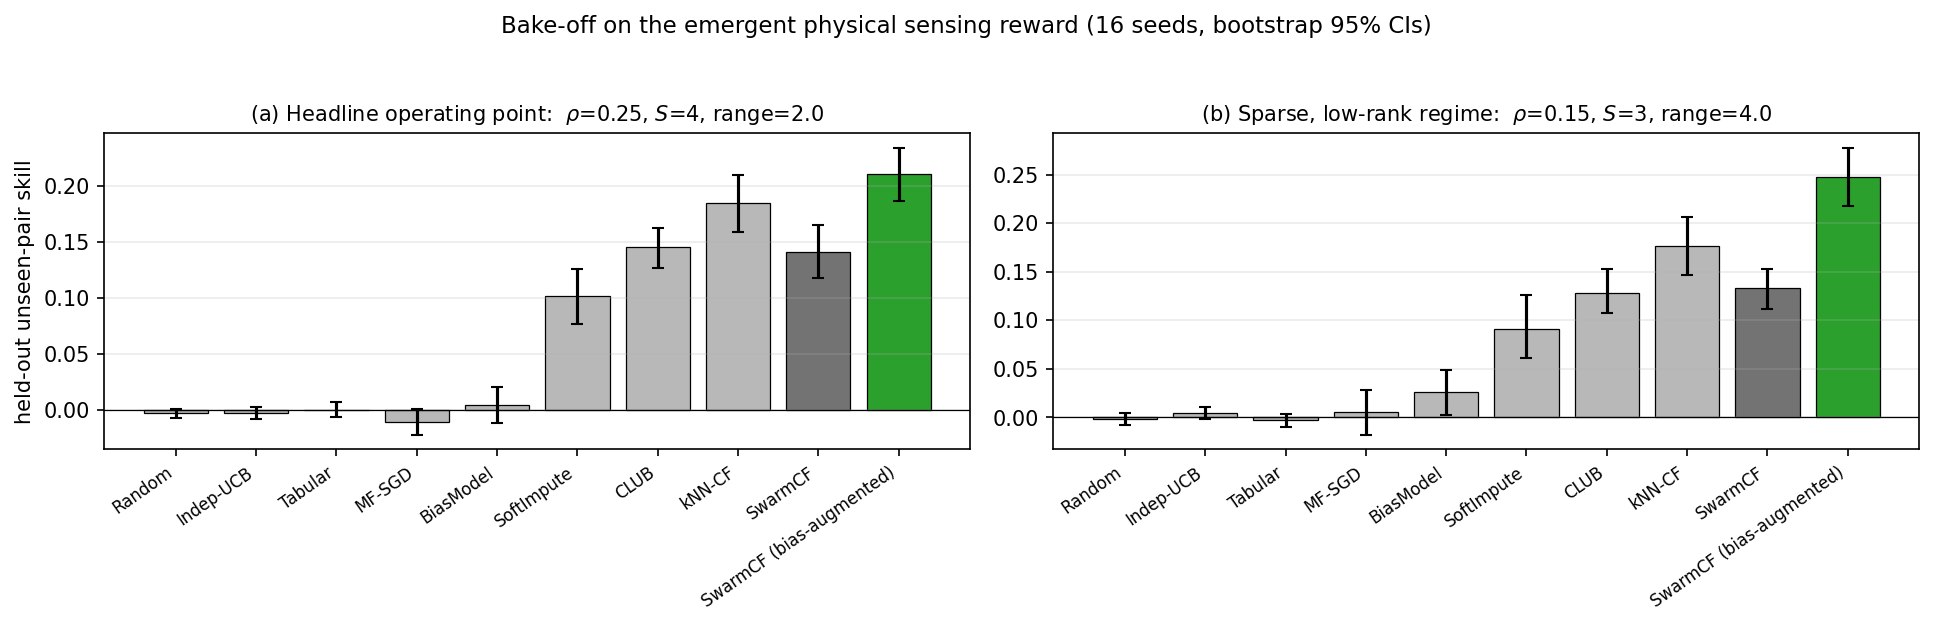 Bake-off on the emergent physical sensing reward (16 seeds, bootstrap 95% CIs)
(a) Headline operating point: ρ=0.25, S=4, range=2.0
held-out unseen-pair skill
0.20
0.15
0.10
0.05
0.00
Random
Indep-UCB
Tabular
MF-SGD
BiasModel
SoftImpute
CLUB
kNN-CF
SwarmCF
SwarmCF (bias-augmented)
(b) Sparse, low-rank regime: ρ=0.15, S=3, range=4.0
0.25
0.20
0.15
0.10
0.05
0.00
Random
Indep-UCB
Tabular
MF-SGD
BiasModel
SoftImpute
CLUB
kNN-CF
SwarmCF
SwarmCF (bias-augmented)